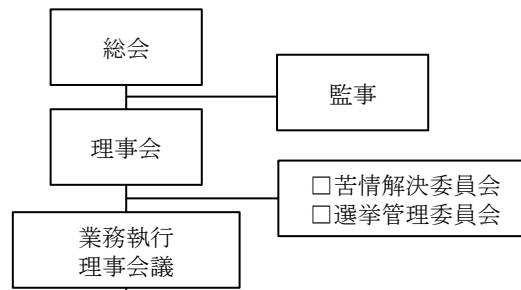 総会
監事
理事会
□苦情解決委員会
□選挙管理委員会
業務執行
理事会議